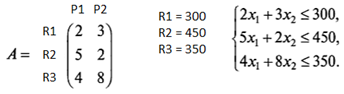 P1 P2
R1 2 3
A = R2 5 2
R3 4 8
R1 = 300
R2 = 450
R3 = 350
2x₁ + 3x₂ ≤ 300,
5x₁ + 2x₂ ≤ 450,
4x₁ + 8x₂ ≤ 350.